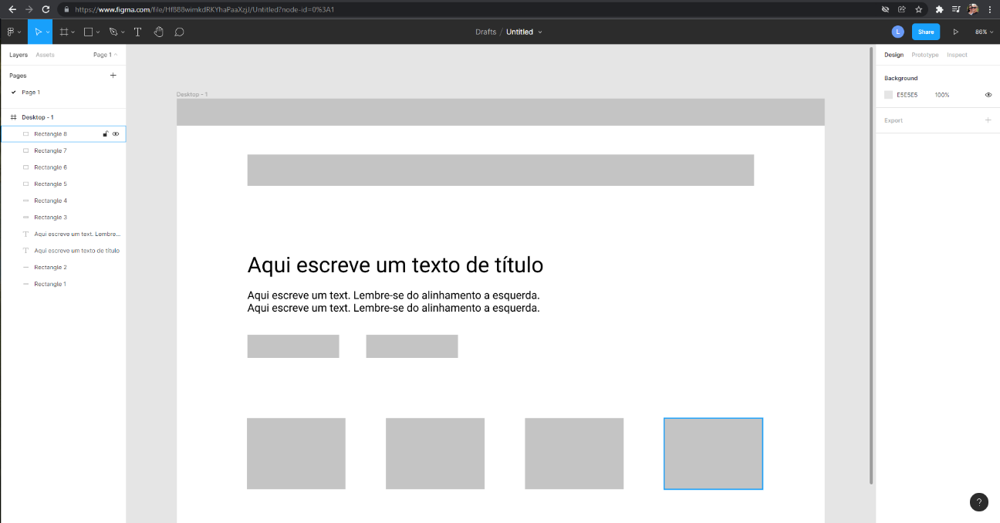 https://www.figma.com/file/Hf888wimkdRKYhaPaaXzjJ/Untitled?node-id=0%3A1
Drafts / Untitled
L
Share
86%
Layers
Assets
Page 1
Design
Prototype
Inspect
Pages
Page 1
Background
E5E5E5
100%
Export
Desktop - 1
Rectangle 8
Rectangle 7
Rectangle 6
Rectangle 5
Rectangle 4
Rectangle 3
Aqui escreve um text. Lembre...
Aqui escreve um texto de título
Rectangle 2
Rectangle 1
Desktop - 1
Aqui escreve um texto de título
Aqui escreve um text. Lembre-se do alinhamento a esquerda.
Aqui escreve um text. Lembre-se do alinhamento a esquerda.
?